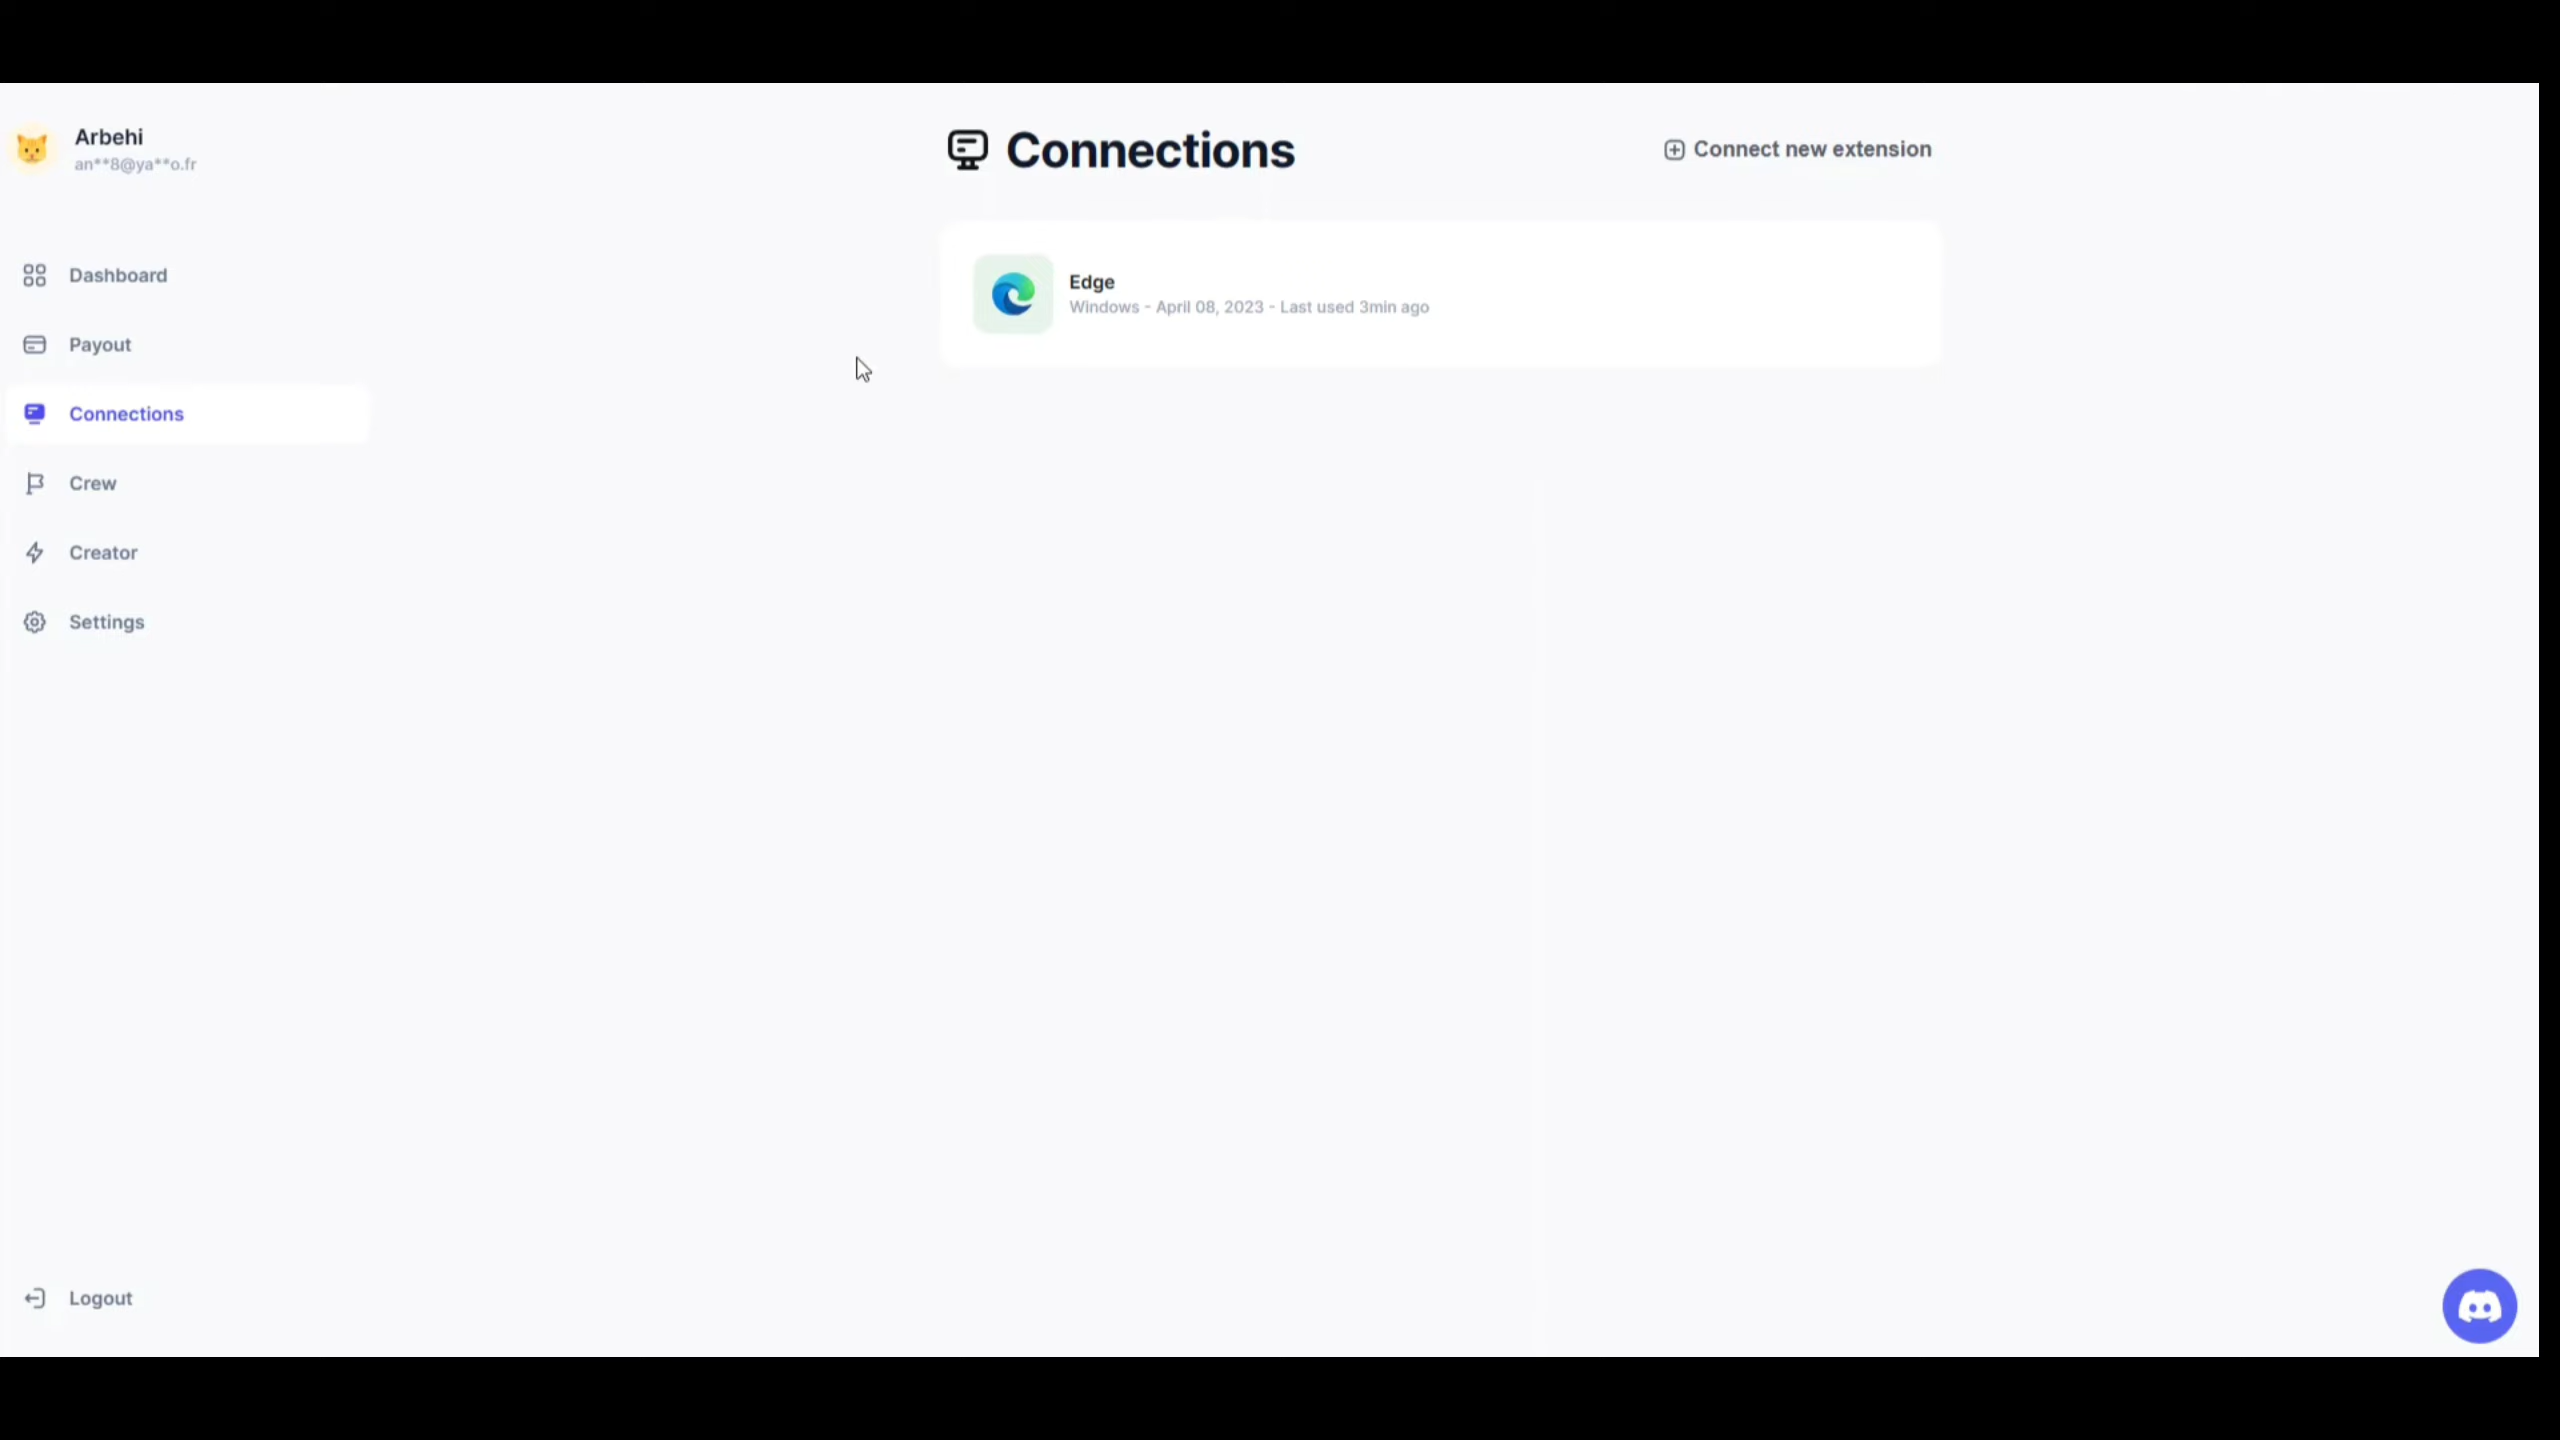 Arbehi
an**8@ya**o.fr
Dashboard
Payout
Connections
Crew
Creator
Settings
Logout
Connections
Connect new extension
Edge
Windows - April 08, 2023 - Last used 3min ago